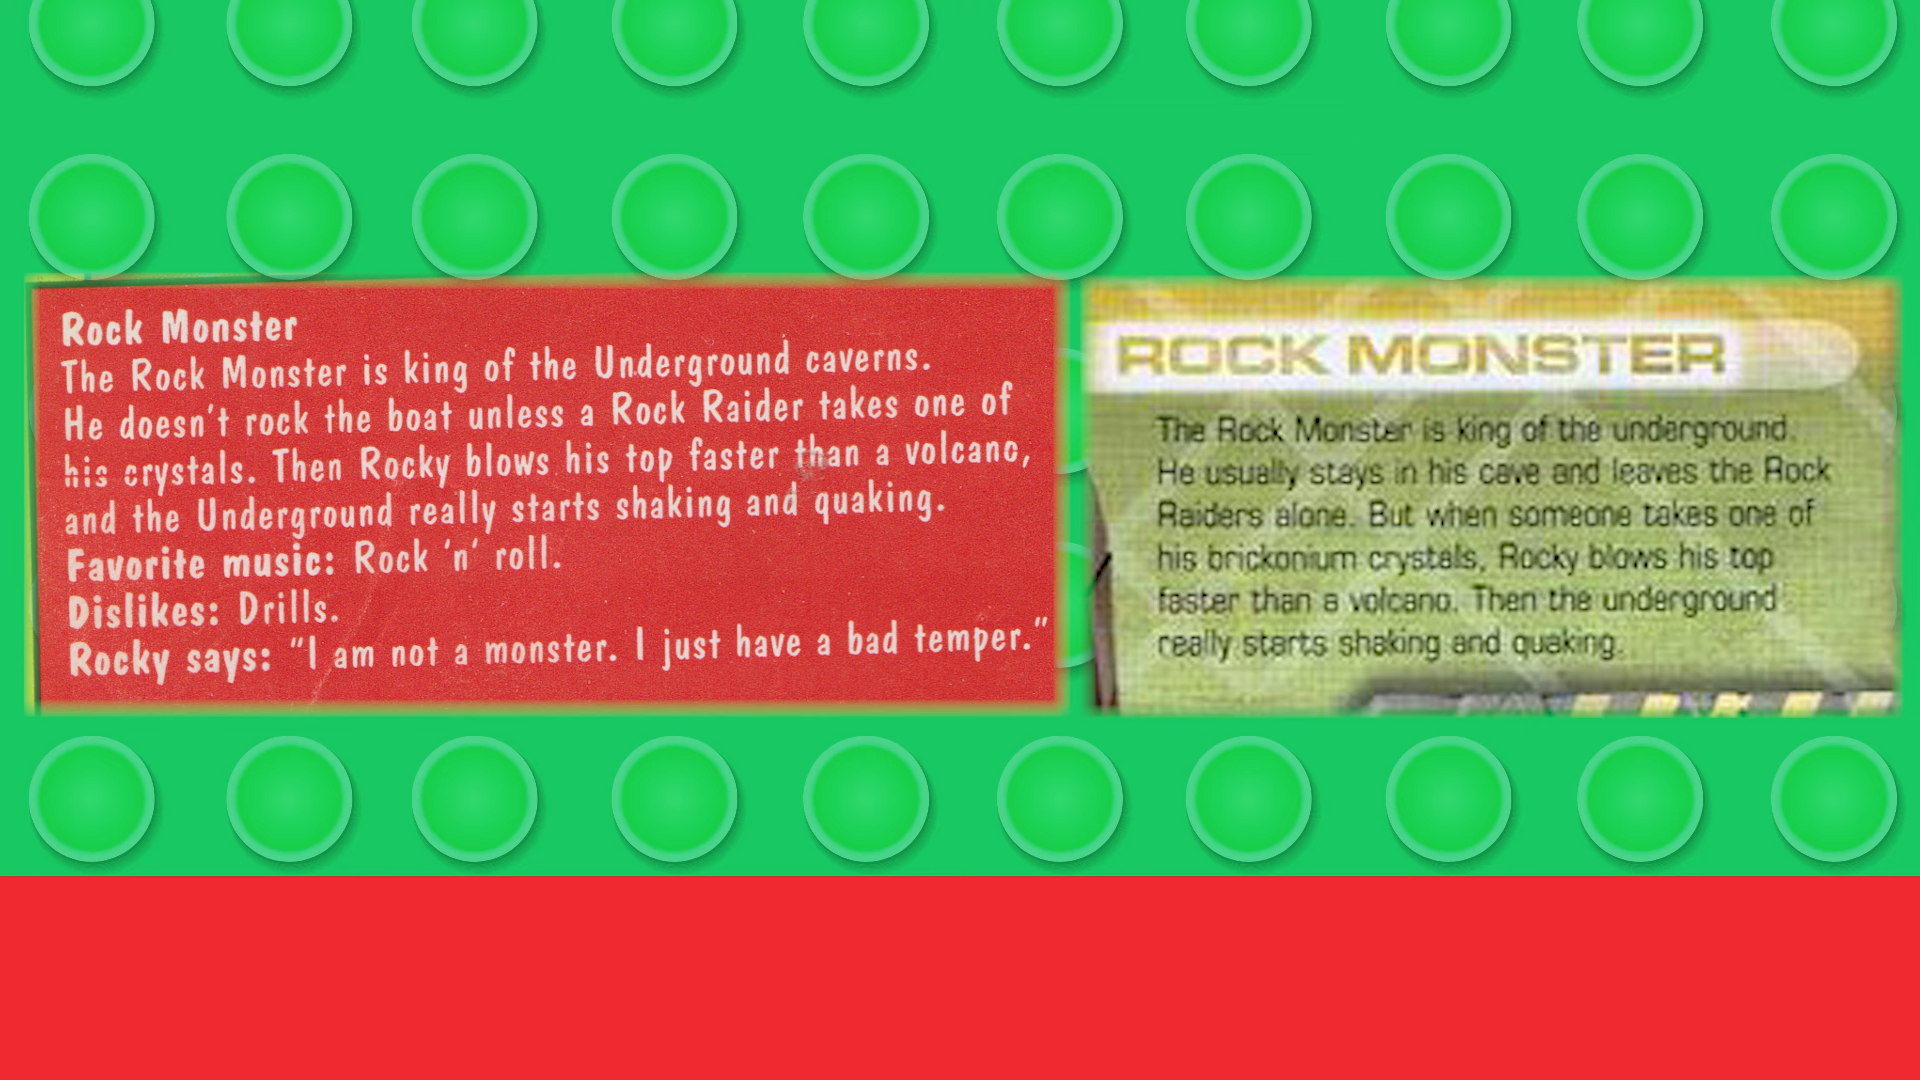 Rock Monster
The Rock Monster is king of the Underground caverns.
He doesn't rock the boat unless a Rock Raider takes one of
his crystals. Then Rocky blows his top faster than a volcano,
and the Underground really starts shaking and quaking.
Favorite music: Rock 'n' roll.
Dislikes: Drills.
Rocky says: "I am not a monster. I just have a bad temper."
ROCK MONSTER
The Rock Monster is king of the underground.
He usually stays in his cave and leaves the Rock
Raiders alone. But when someone takes one of
his brickonium crystals, Rocky blows his top
faster than a volcano. Then the underground
really starts shaking and quaking.